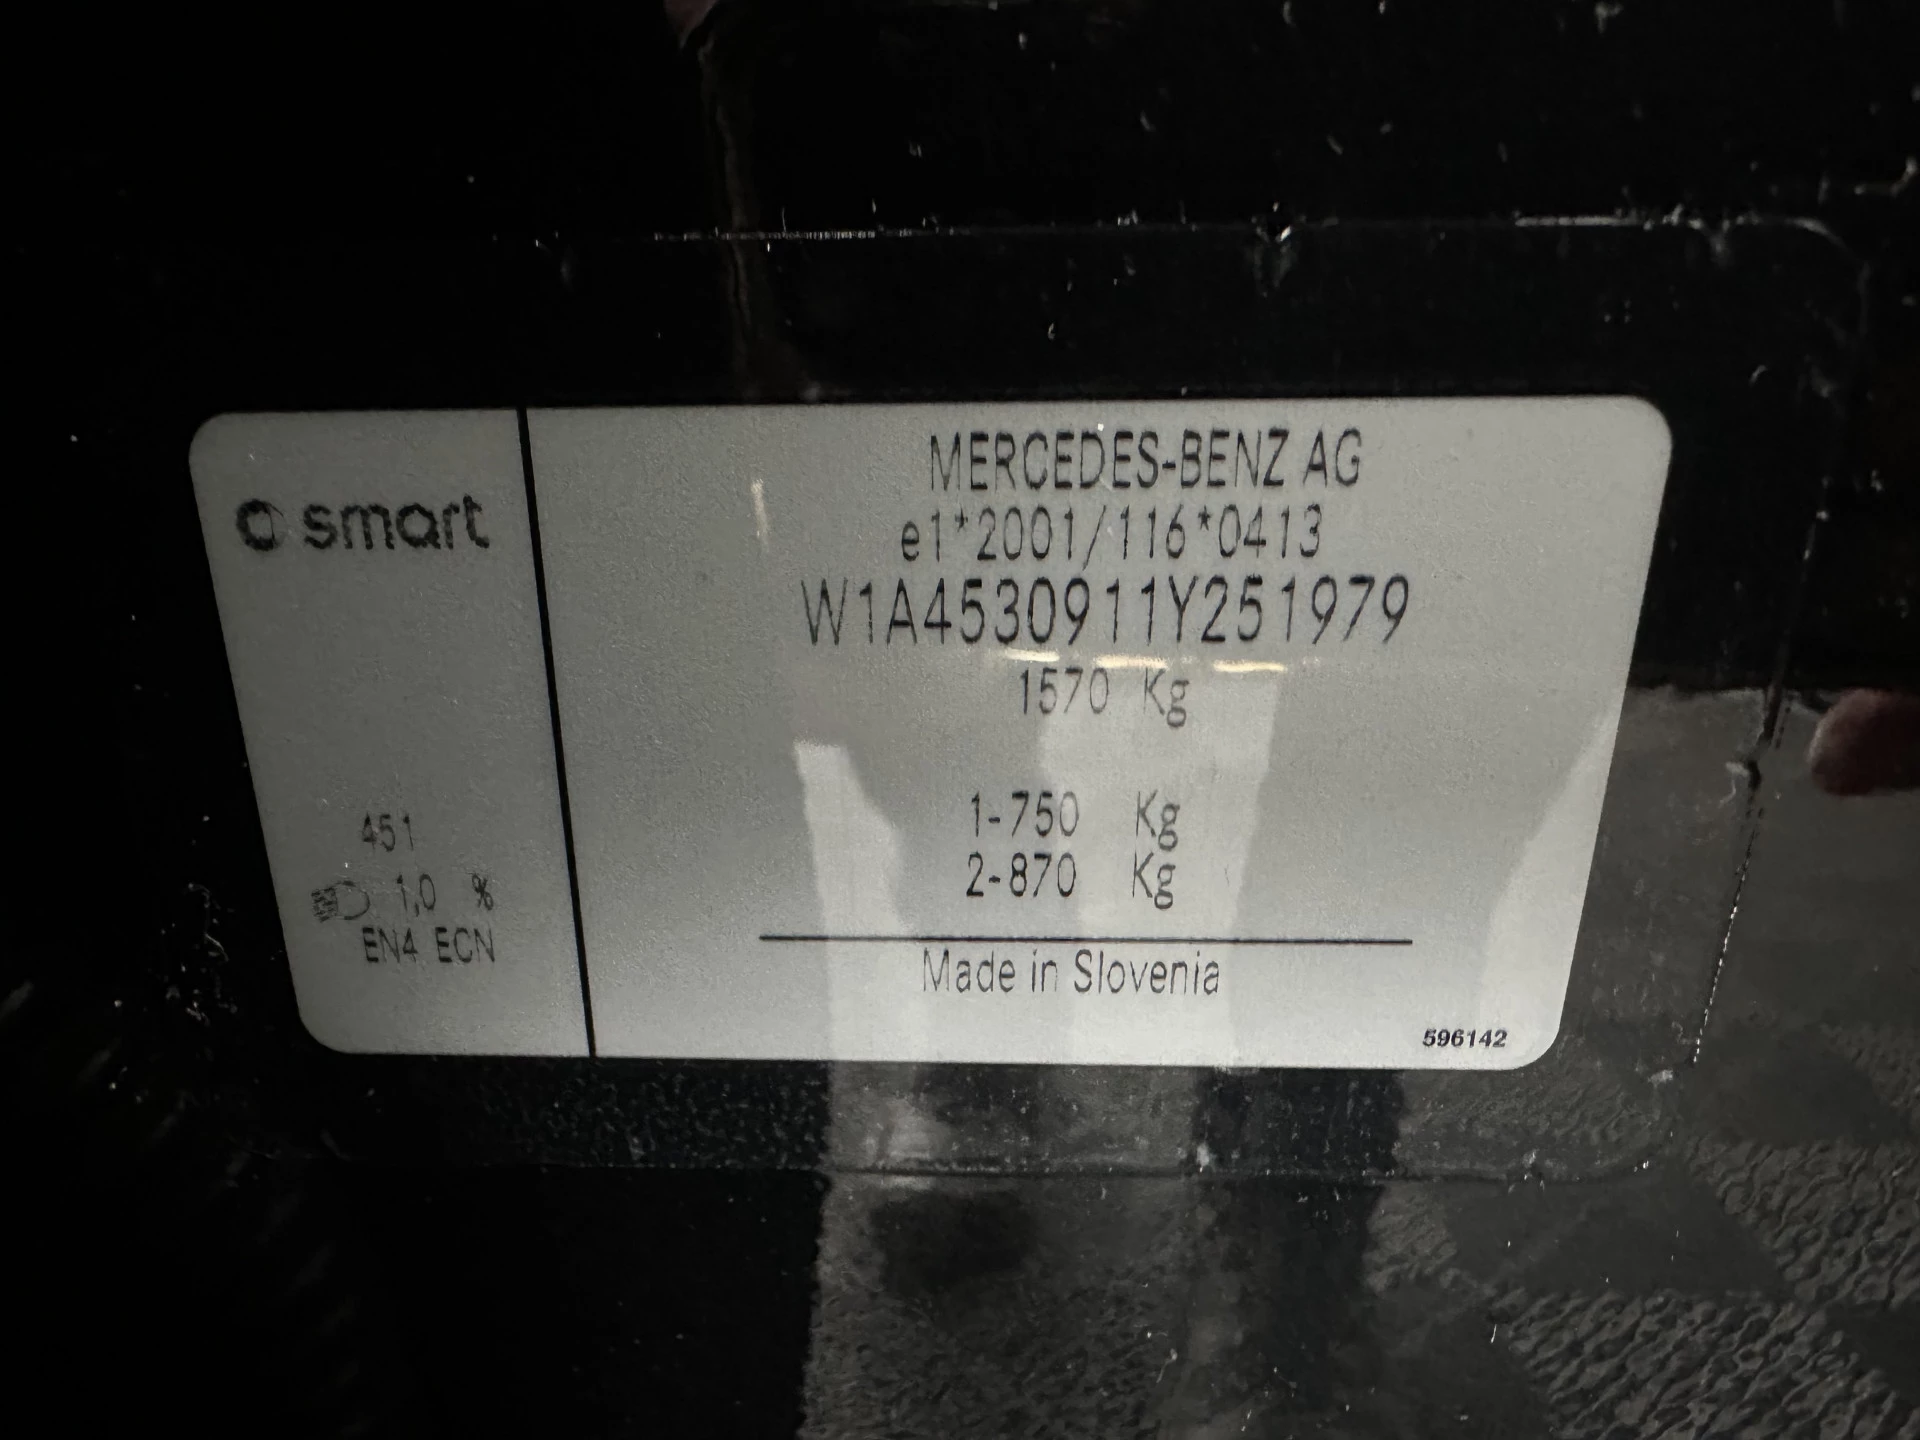 smart
451
1,0 %
EN4 ECN
MERCEDES-BENZ AG
e1*2001/116*0413
W1A4530911Y251979
1570 Kg
1-750 Kg
2-870 Kg
Made in Slovenia
596142